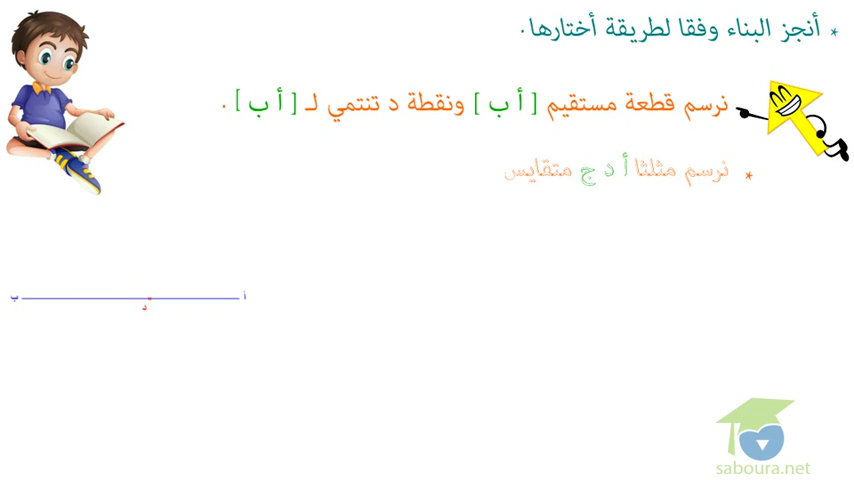 * أنجز البناء وفقا لطريقة أختارها.
نرسم قطعة مستقيم [ أ ب ] ونقطة د تنتمي لـ [ أ ب ] .
* نرسم مثلثا أ د ج متقايس
أ
ب
د
saboura.net